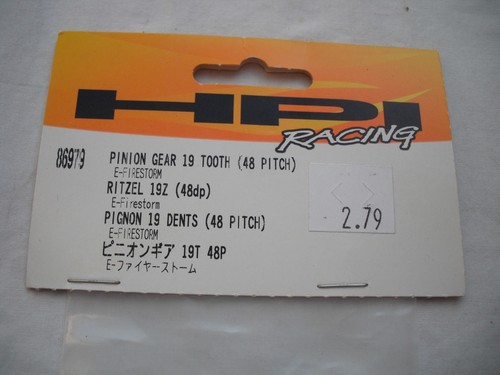 HPI
RACING
86979 PINION GEAR 19 TOOTH (48 PITCH)
E-FIRESTORM
RITZEL 19Z (48dp)
E-Firestorm
PIGNON 19 DENTS (48 PITCH)
E-FIRESTORM
ピニオンギア 19T 48P
E-ファイヤーストーム
2.79